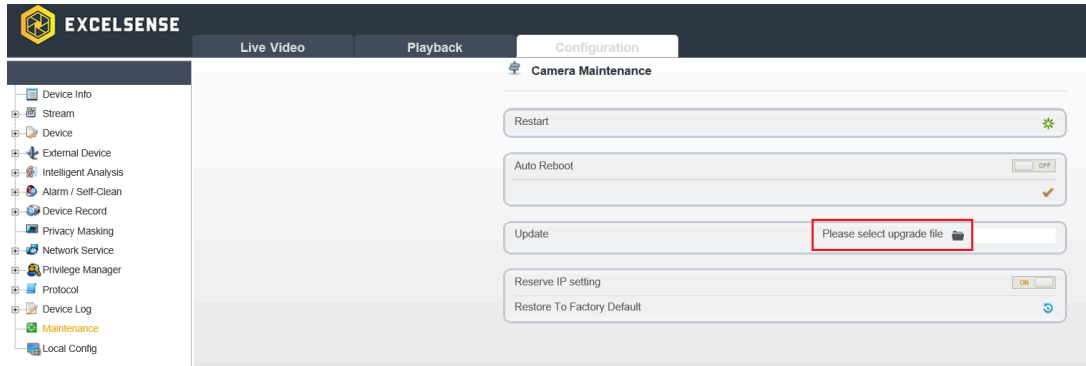 EXCELSENSE
Live Video
Playback
Configuration
Camera Maintenance
Device Info
Stream
Device
External Device
Intelligent Analysis
Alarm / Self-Clean
Device Record
Privacy Masking
Network Service
Privilege Manager
Protocol
Device Log
Maintenance
Local Config
Restart
Auto Reboot
OFF
Update
Please select upgrade file
Reserve IP setting
ON
Restore To Factory Default